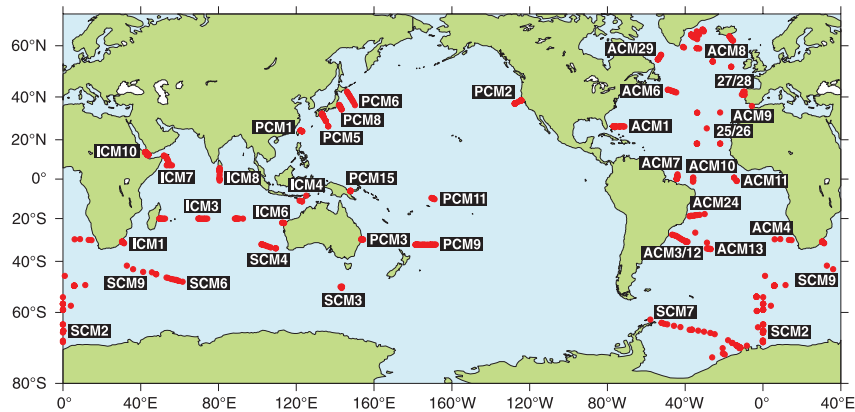 60°N
40°N
20°N
0°
20°S
40°S
60°S
80°S
ACM29
ACM8
27/28
PCM2
ACM6
PCM6
ACM9
PCM8
PCM1
ACM1
PCM5
25/26
ICM10
ACM7
ACM10
ICM7
ICM8
ICM4
PCM15
ACM11
PCM11
ACM24
ICM3
ICM6
ACM4
ICM1
PCM3
PCM9
ACM3/12
ACM13
SCM4
SCM9
SCM6
SCM9
SCM3
SCM7
SCM2
SCM2
0° 40°E 80°E 120°E 160°E 160°W 120°W 80°W 40°W 0° 40°E